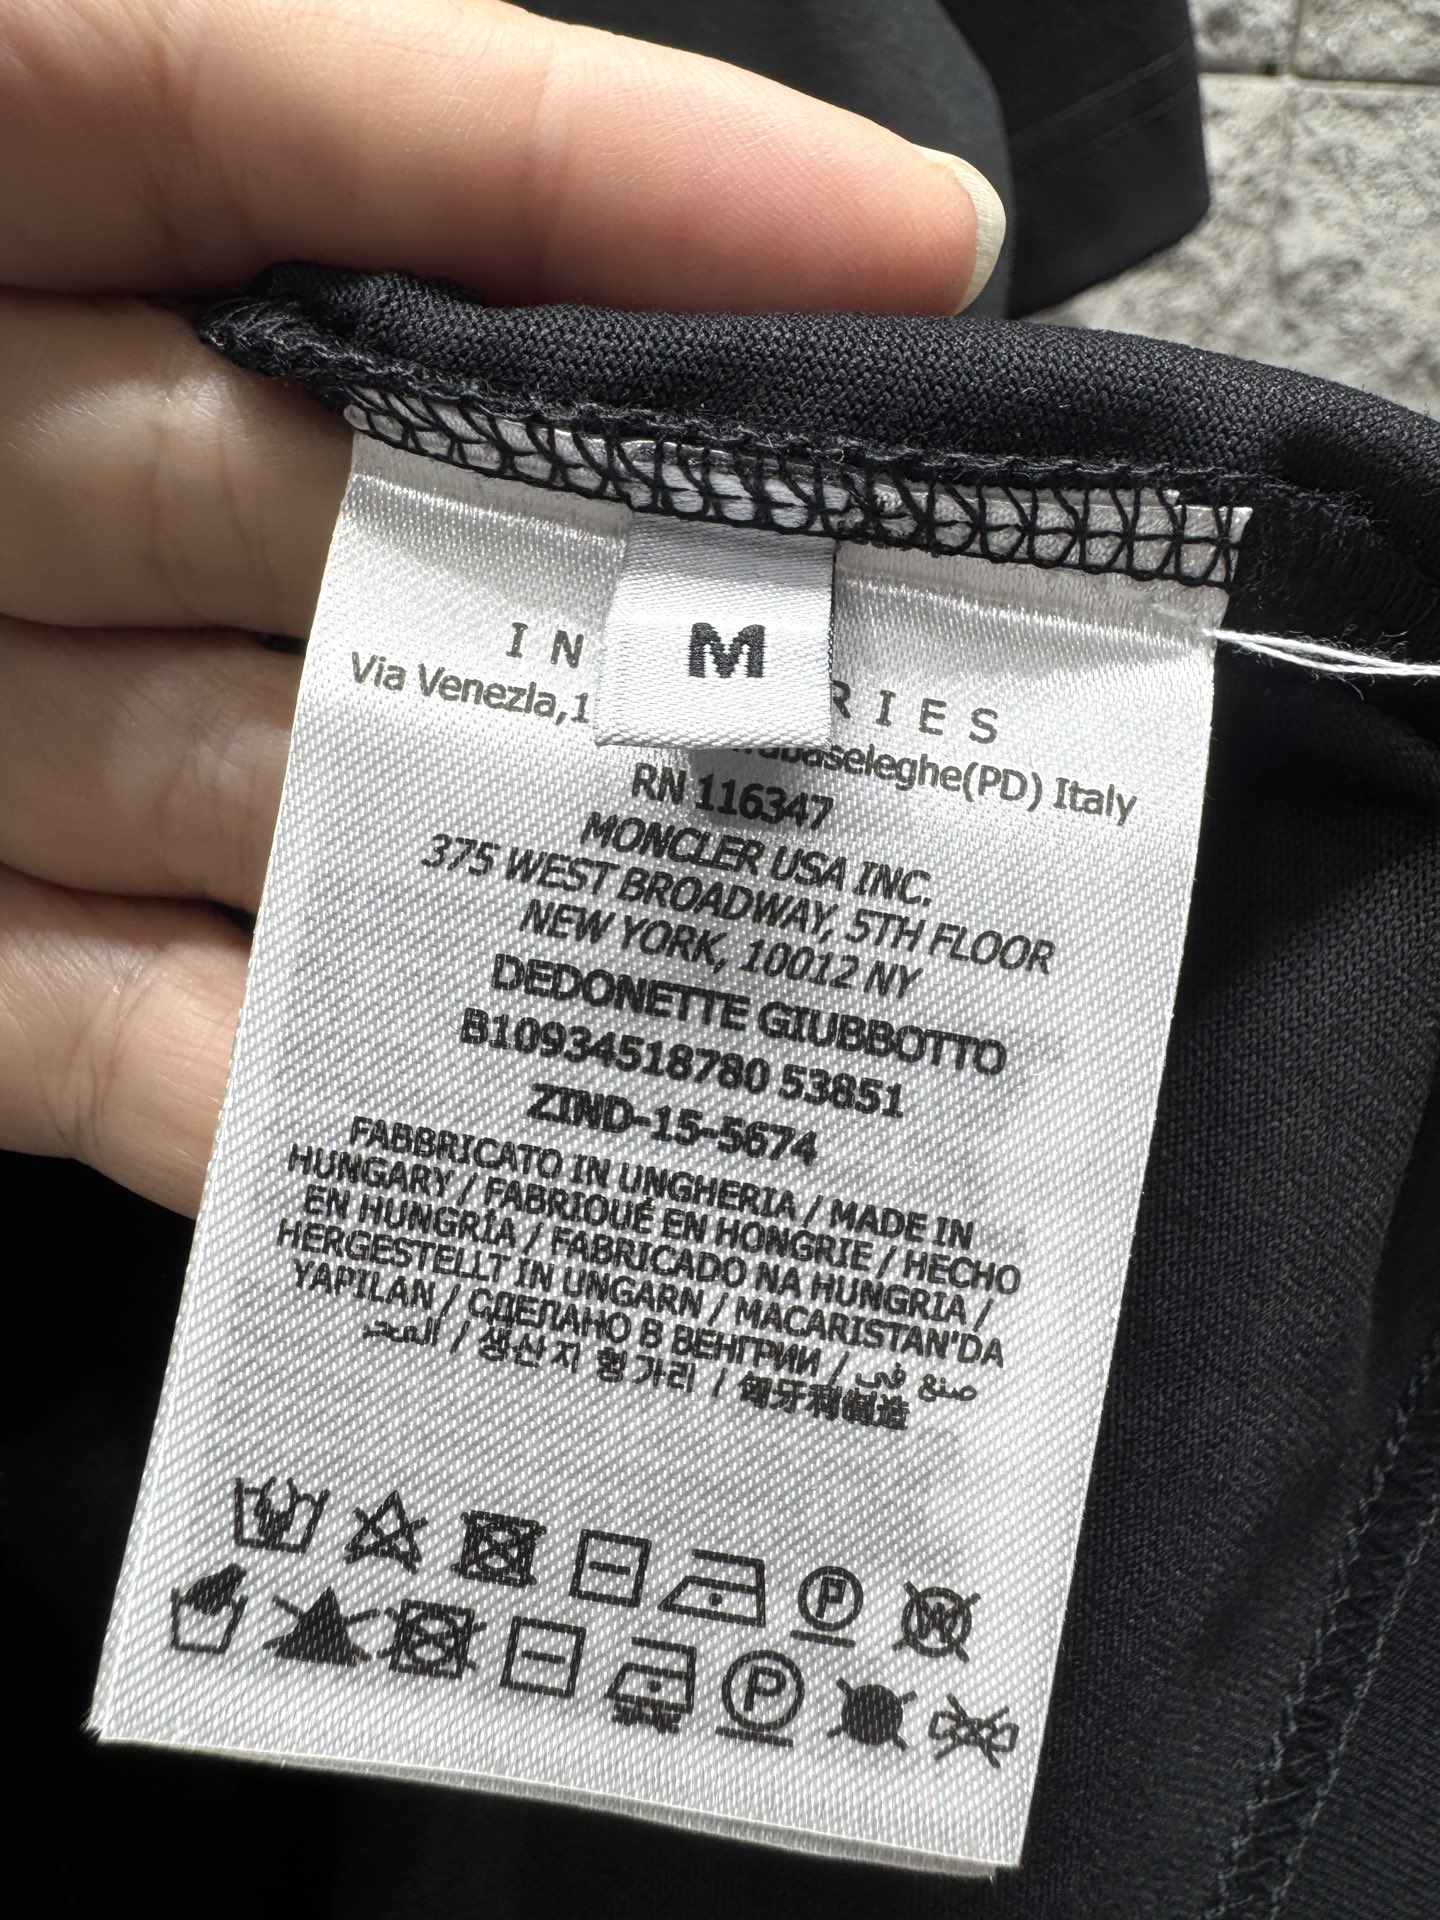 M
IN RIES
Via Venezia,1 baseleghe(PD) Italy
RN 116347
MONCLER USA INC.
375 WEST BROADWAY, 5TH FLOOR
NEW YORK, 10012 NY
DEDONETTE GIUBBOTTO
B10934518780 53851
ZIND-15-5674
FABBRICATO IN UNGHERIA / MADE IN
HUNGARY / FABRIQUÉ EN HONGRIE / HECHO
EN HUNGRÍA / FABRICADO NA HUNGRIA /
HERGESTELLT IN UNGARN / MACARISTAN'DA
YAPILAN / СДЕЛАНО В ВЕНГРИИ / صنع في
المجر / 생산지 헝가리 / 匈牙利制造
P W
P